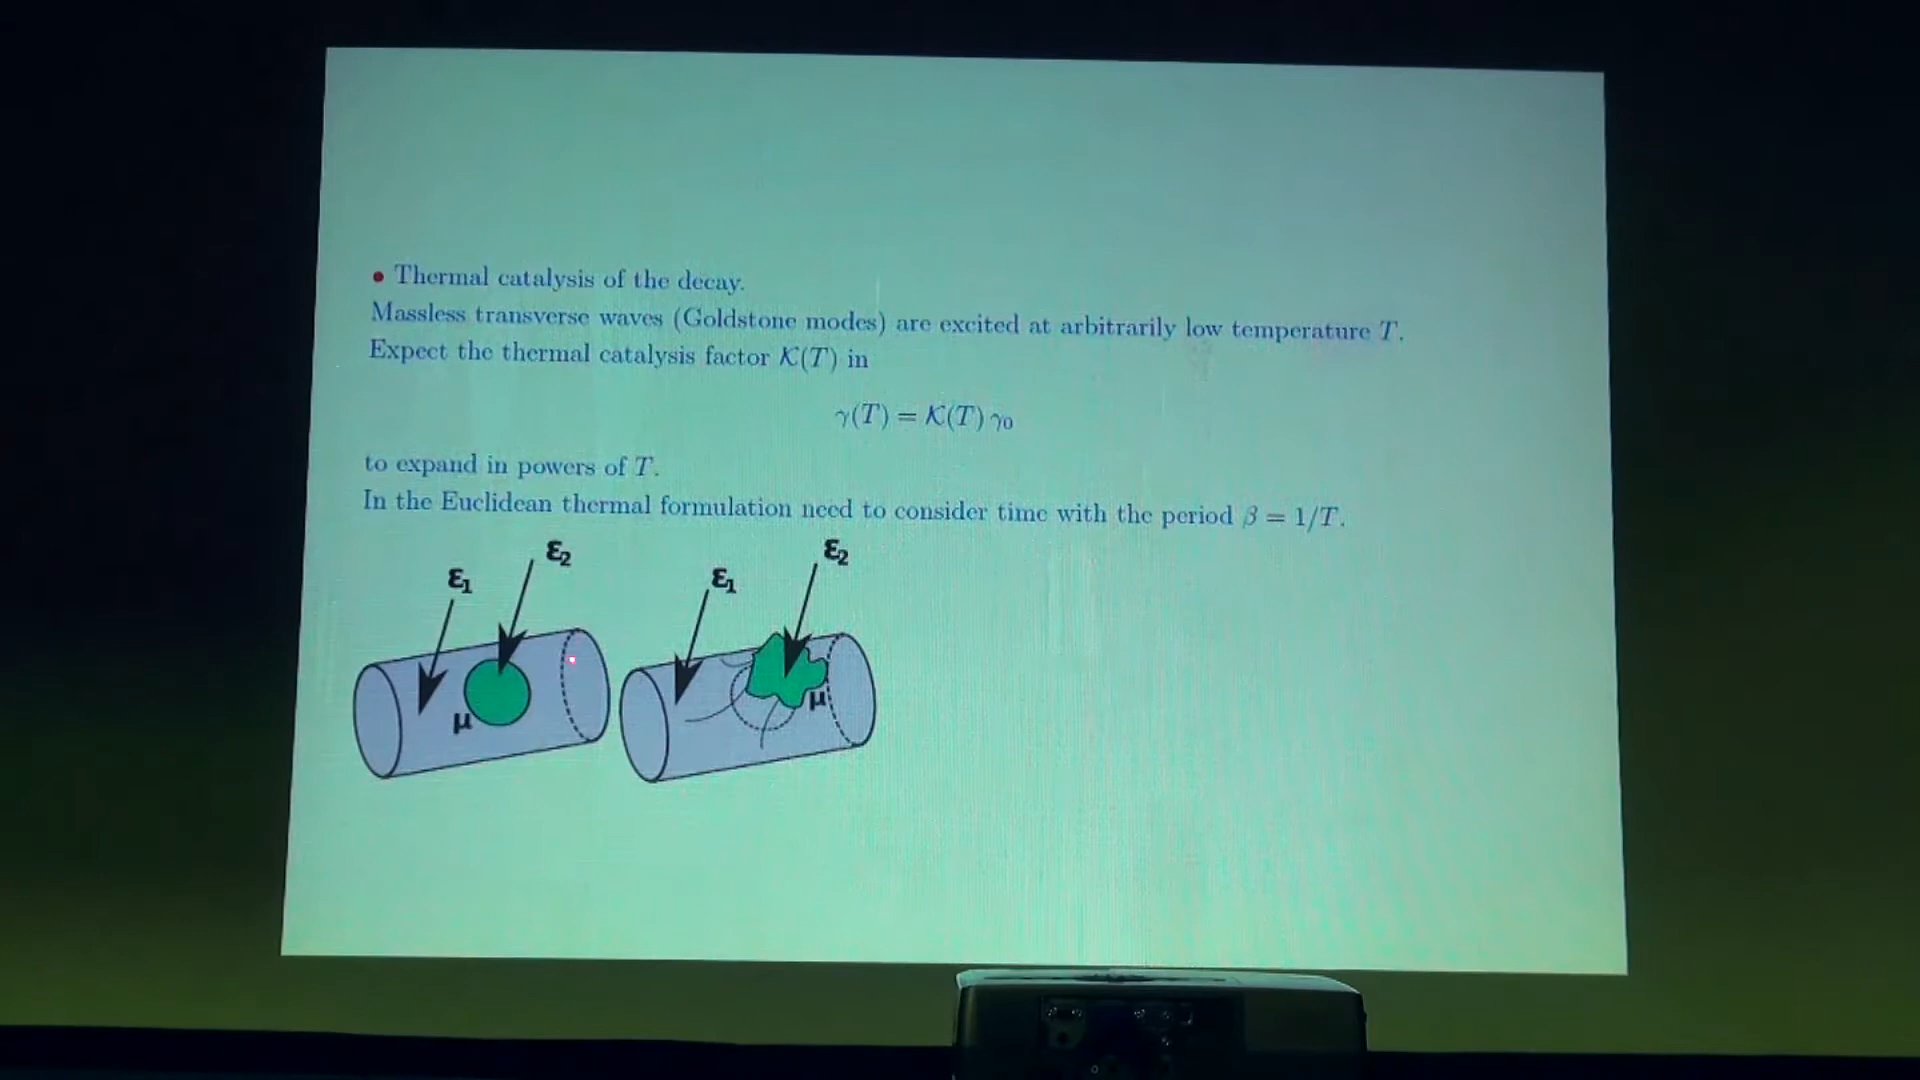 • Thermal catalysis of the decay.
Massless transverse waves (Goldstone modes) are excited at arbitrarily low temperature T.
Expect the thermal catalysis factor 𝒦(T) in
γ(T) = 𝒦(T) γ₀
to expand in powers of T.
In the Euclidean thermal formulation need to consider time with the period β = 1/T.
ε₁
ε₂
μ
ε₁
ε₂
μ